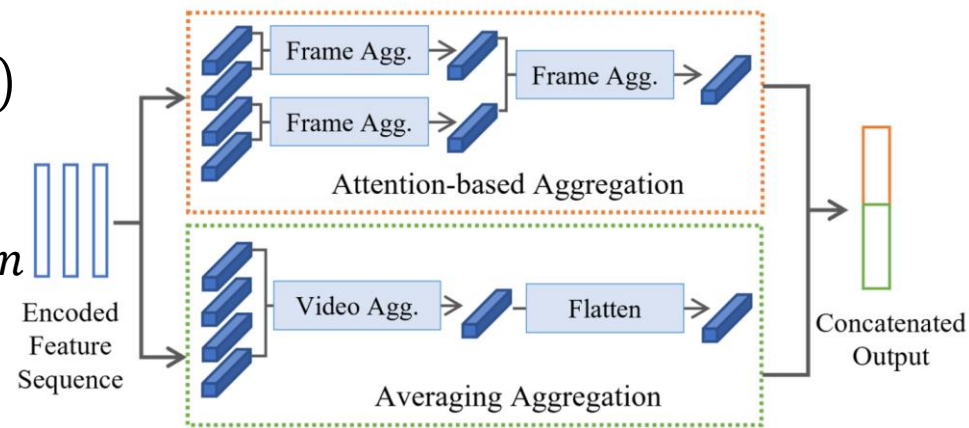 )
n
Encoded
Feature
Sequence
Frame Agg.
Frame Agg.
Frame Agg.
Attention-based Aggregation
Video Agg.
Flatten
Averaging Aggregation
Concatenated
Output